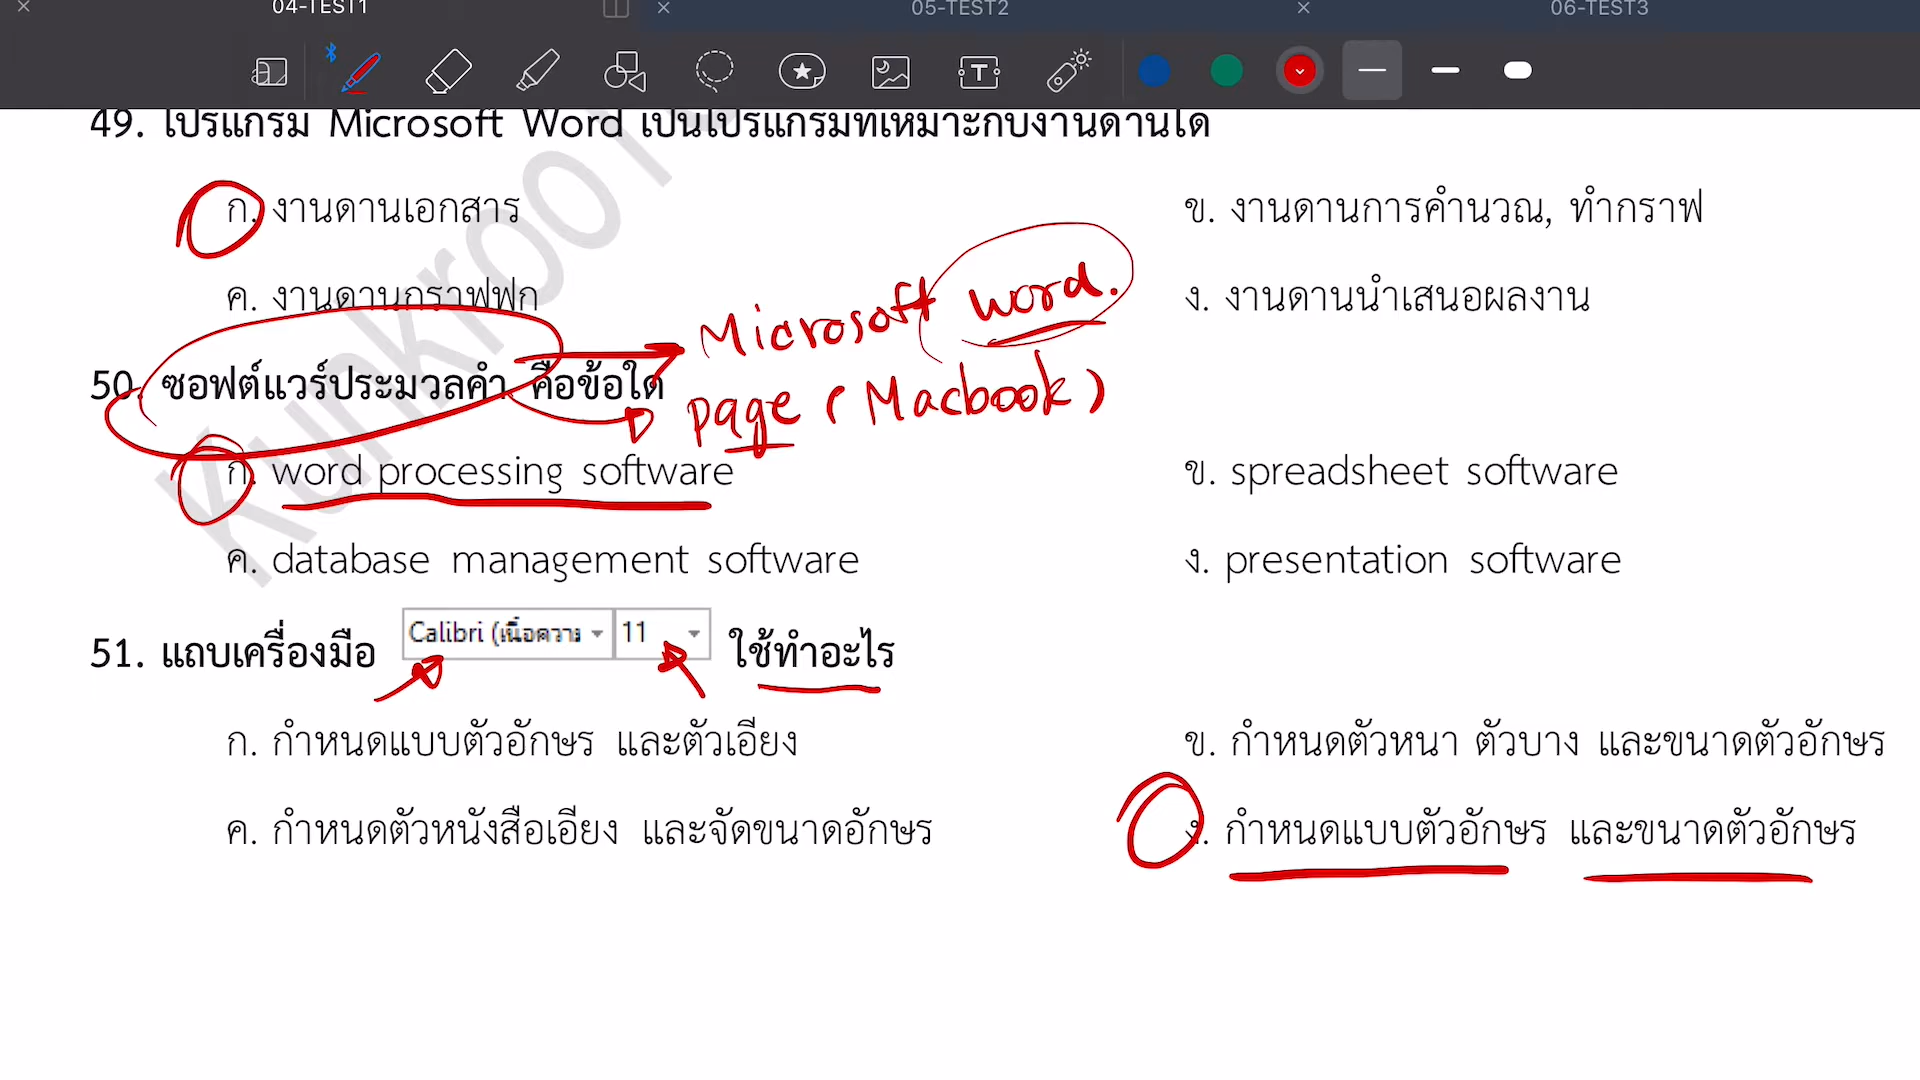 04-TEST1 05-TEST2 06-TEST3
49. โปรแกรม Microsoft Word เป็นโปรแกรมที่เหมาะกับงานด้านใด
ก. งานด้านเอกสาร ข. งานด้านการคำนวณ, ทำกราฟ
ค. งานด้านกราฟฟิก ง. งานด้านนำเสนอผลงาน
Microsoft word.
50. ซอฟต์แวร์ประมวลคำ คือข้อใด
page (Macbook)
ก. word processing software ข. spreadsheet software
ค. database management software ง. presentation software
51. แถบเครื่องมือ Calibri (เนื้อความ 11 ใช้ทำอะไร
ก. กำหนดแบบตัวอักษร และตัวเอียง ข. กำหนดตัวหนา ตัวบาง และขนาดตัวอักษร
ค. กำหนดตัวหนังสือเอียง และจัดขนาดอักษร ง. กำหนดแบบตัวอักษร และขนาดตัวอักษร